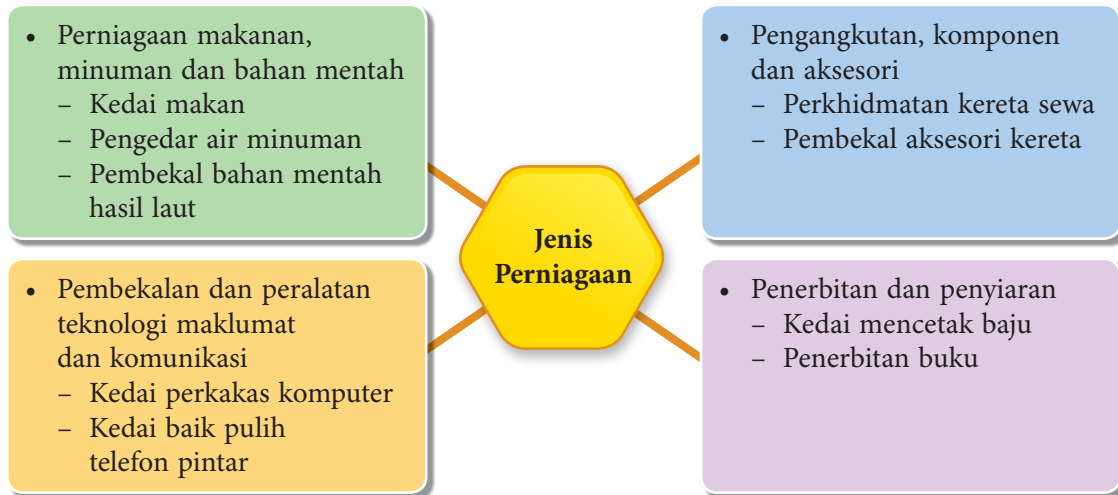 • Perniagaan makanan,
minuman dan bahan mentah
– Kedai makan
– Pengedar air minuman
– Pembekal bahan mentah
hasil laut
• Pengangkutan, komponen
dan aksesori
– Perkhidmatan kereta sewa
– Pembekal aksesori kereta
Jenis
Perniagaan
• Pembekalan dan peralatan
teknologi maklumat
dan komunikasi
– Kedai perkakas komputer
– Kedai baik pulih
telefon pintar
• Penerbitan dan penyiaran
– Kedai mencetak baju
– Penerbitan buku